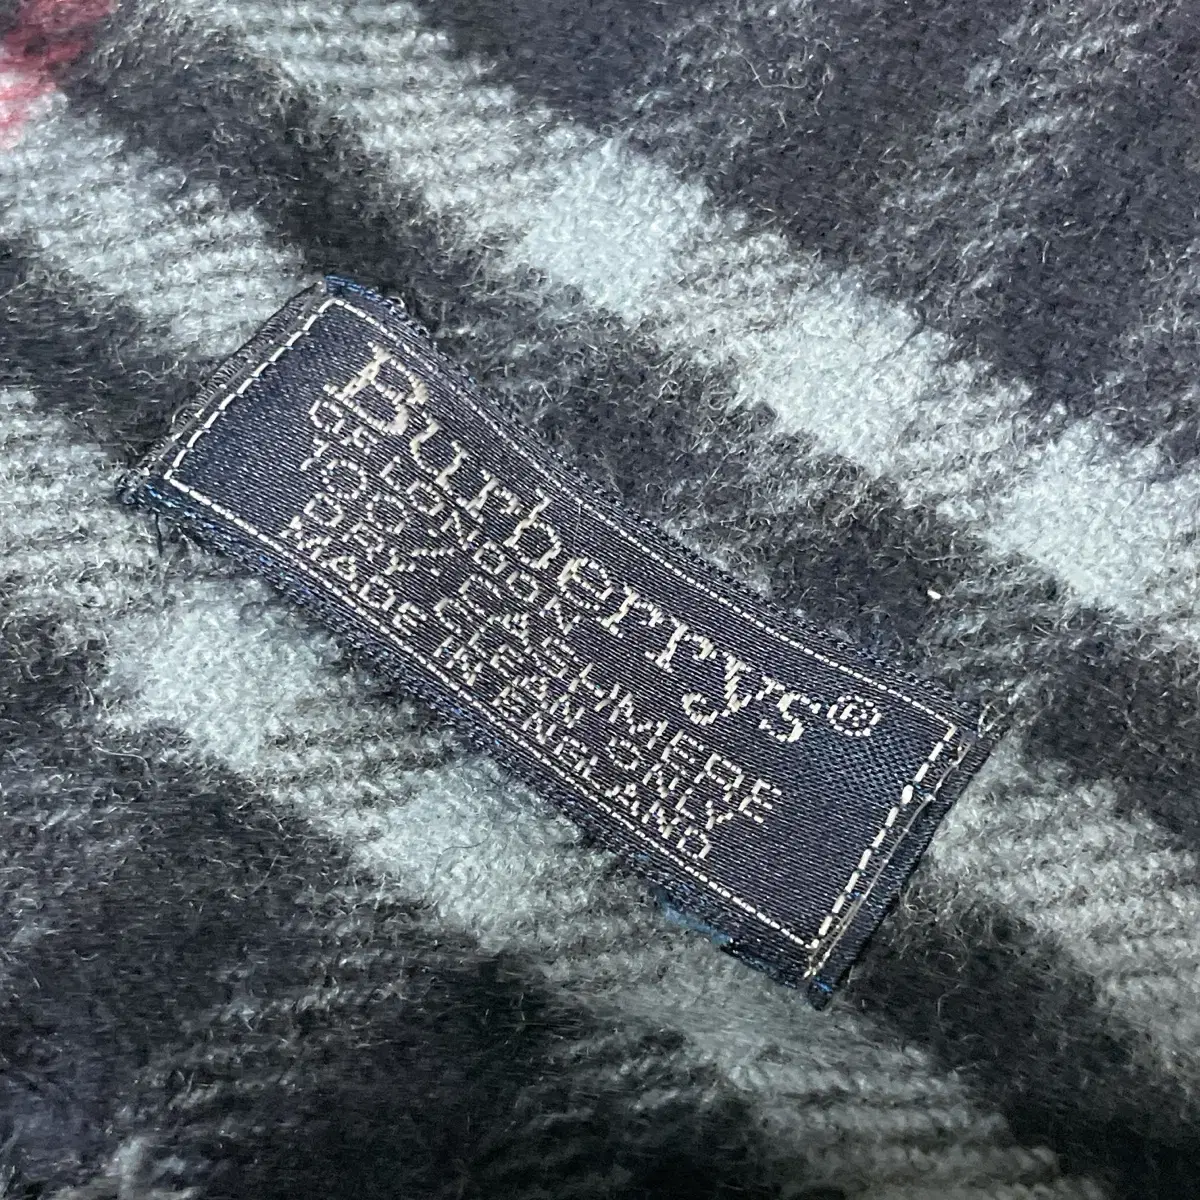 Burberrys®
OF LONDON
100% CASHMERE
DRY CLEAN ONLY
MADE IN ENGLAND